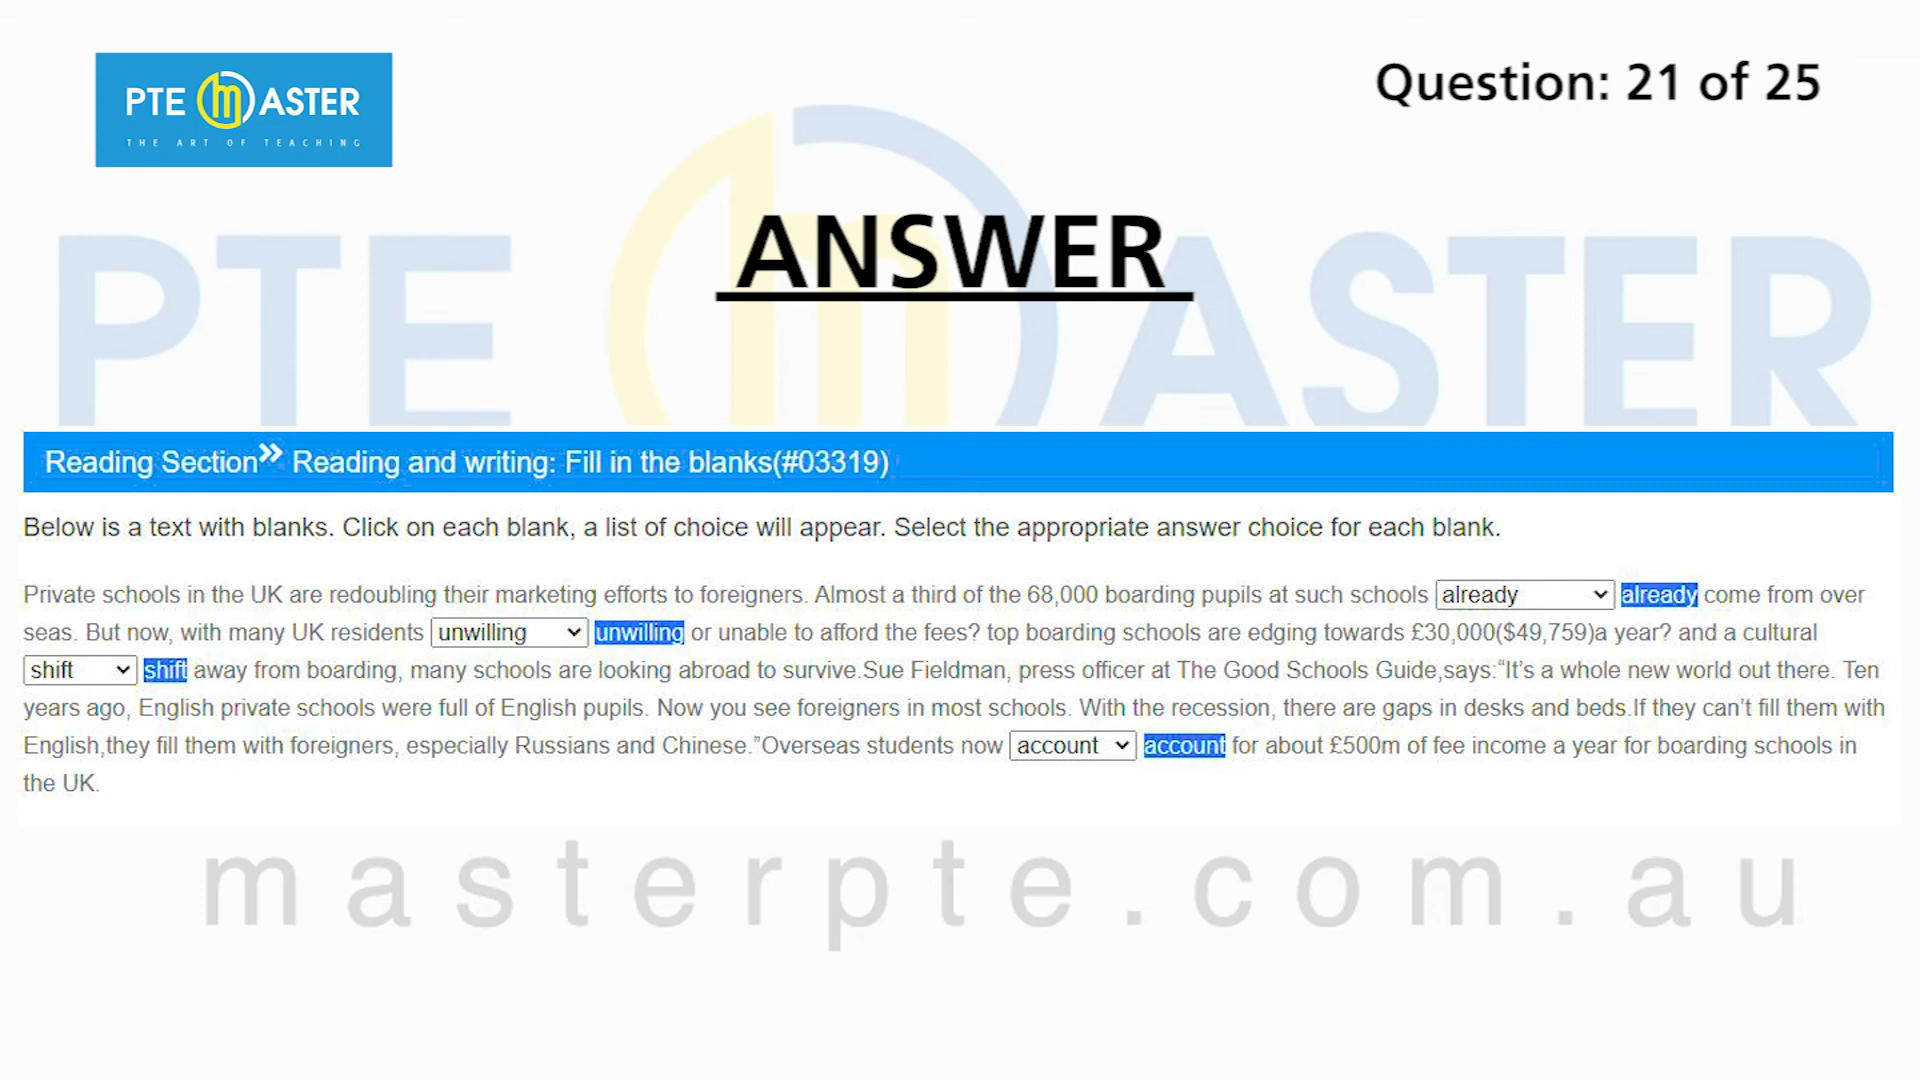 PTE MASTER
THE ART OF TEACHING
Question: 21 of 25
ANSWER
PTE MASTER
Reading Section» Reading and writing: Fill in the blanks(#03319)
Below is a text with blanks. Click on each blank, a list of choice will appear. Select the appropriate answer choice for each blank.
Private schools in the UK are redoubling their marketing efforts to foreigners. Almost a third of the 68,000 boarding pupils at such schools already already come from over
seas. But now, with many UK residents unwilling unwilling or unable to afford the fees? top boarding schools are edging towards £30,000($49,759)a year? and a cultural
shift shift away from boarding, many schools are looking abroad to survive.Sue Fieldman, press officer at The Good Schools Guide,says:“It’s a whole new world out there. Ten
years ago, English private schools were full of English pupils. Now you see foreigners in most schools. With the recession, there are gaps in desks and beds.If they can’t fill them with
English,they fill them with foreigners, especially Russians and Chinese.”Overseas students now account account for about £500m of fee income a year for boarding schools in
the UK.
masterpte.com.au